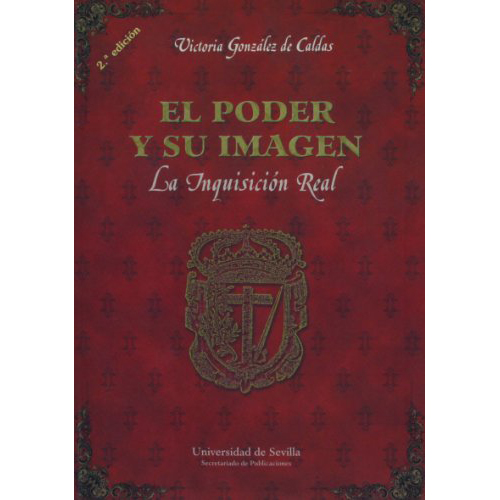 2.ª edición
Victoria González de Caldas
EL PODER
Y SU IMAGEN
La Inquisición Real
Universidad de Sevilla
Secretariado de Publicaciones